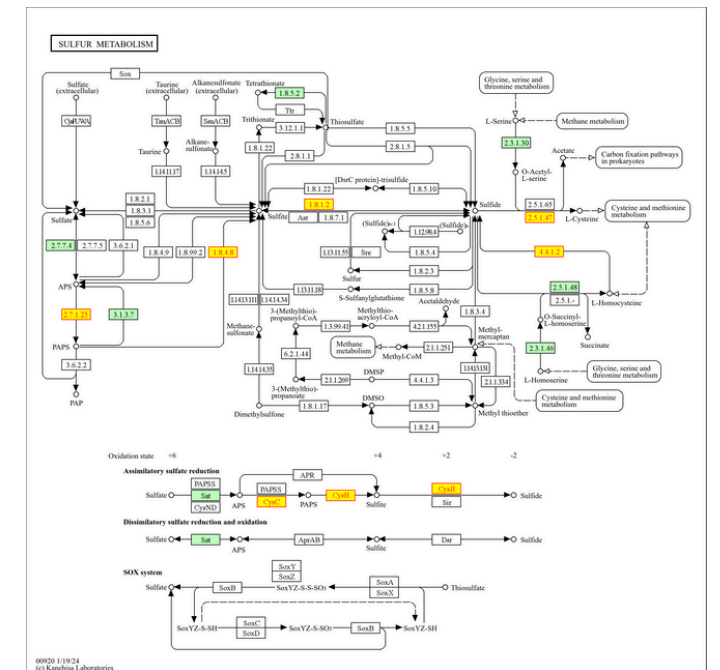 SULFUR METABOLISM
Sox
Sulfate
(extracellular)
Taurine
(extracellular)
Alkanesulfonate
(extracellular)
Tetrathionate
1.8.5.2
Glycine, serine and
threonine metabolism
TauACB
SsuACB
Ttr
Trithionate
3.12.1.1
Thiosulfate
1.8.5.5
L-Serine
Methane metabolism
Taurine
Alkane-
sulfonate
1.8.1.22
2.8.1.1
2.8.1.5
2.3.1.30
Acetate
Carbon fixation pathways
in prokaryotes
1.14.11.17
1.14.14.5
[DsrC protein]-trisulfide
O-Acetyl-
L-serine
1.8.1.22
1.8.5.10
1.8.2.1
1.8.3.1
1.8.5.6
1.8.1.2
Sulfate
Sulfite
Asr
1.8.7.1
Sulfide
2.5.1.65
2.5.1.47
L-Cysteine
Cysteine and methionine
metabolism
2.7.7.4
2.7.7.5
3.6.2.1
1.8.4.9
1.8.99.2
1.8.4.8
1.13.11.55
Sre
1.12.98.4
1.8.5.4
4.4.1.2
Sulfur
1.8.2.3
APS
1.13.11.18
S-Sulfanylglutathione
1.8.5.8
2.5.1.48
2.5.1.-
L-Homocysteine
1.14.14.34
Acetaldehyde
2.7.1.25
3.1.3.7
3-(Methylthio)-
propanoyl-CoA
Methylthio-
acryloyl-CoA
1.8.3.4
O-Succinyl-
L-homoserine
Methane-
sulfonate
1.3.99.41
4.2.1.155
Methyl-
mercaptan
Succinate
PAPS
Methane
metabolism
Methyl-CoM
2.1.1.251
2.3.1.46
3.6.2.2
6.2.1.44
1.14.13.131
2.1.1.334
Glycine, serine and
threonine metabolism
1.14.14.35
2.1.1.269
DMSP
4.4.1.3
L-Homoserine
PAP
3-(Methylthio)-
propanoate
Cysteine and methionine
metabolism
DMSO
Dimethylsulfone
1.8.1.17
1.8.5.3
Methyl thioether
1.8.2.4
Oxidation state +6 +4 +2 -2
Assimilatory sulfate reduction
APR
PAPSS
PAPSS
Sulfate
Sat
APS
CysC
PAPS
CysH
Sulfite
Sir
Sulfide
CysND
Dissimilatory sulfate reduction and oxidation
Sulfate
Sat
APS
AprAB
Sulfite
Dsr
Sulfide
SOX system
SoxY
SoxZ
Sulfate
SoxB
SoxYZ-S-S-SO3
SoxA
SoxX
Thiosulfate
SoxYZ-S-SH
SoxC
SoxD
SoxYZ-S-SO3
SoxB
SoxYZ-SH
00920 1/19/24
(c) Kanehisa Laboratories